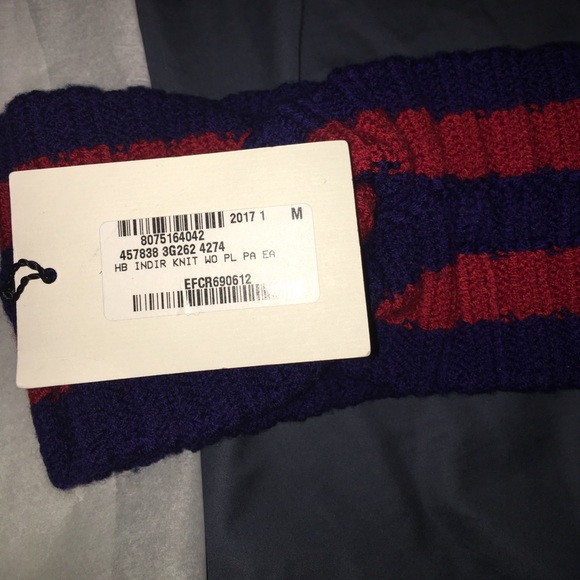 2017 1 M
8075164042
457838 3G262 4274
HB INDIR KNIT WO PL PA EA
EFCR690612